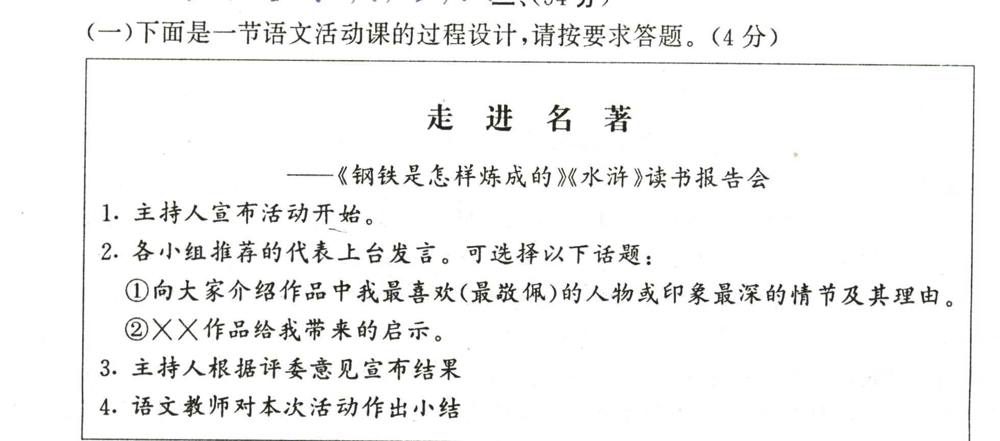 二、(54分)
(一)下面是一节语文活动课的过程设计,请按要求答题。(4分)
走进名著
——《钢铁是怎样炼成的》《水浒》读书报告会
1. 主持人宣布活动开始。
2. 各小组推荐的代表上台发言。可选择以下话题:
①向大家介绍作品中我最喜欢(最敬佩)的人物或印象最深的情节及其理由。
②××作品给我带来的启示。
3. 主持人根据评委意见宣布结果
4. 语文教师对本次活动作出小结